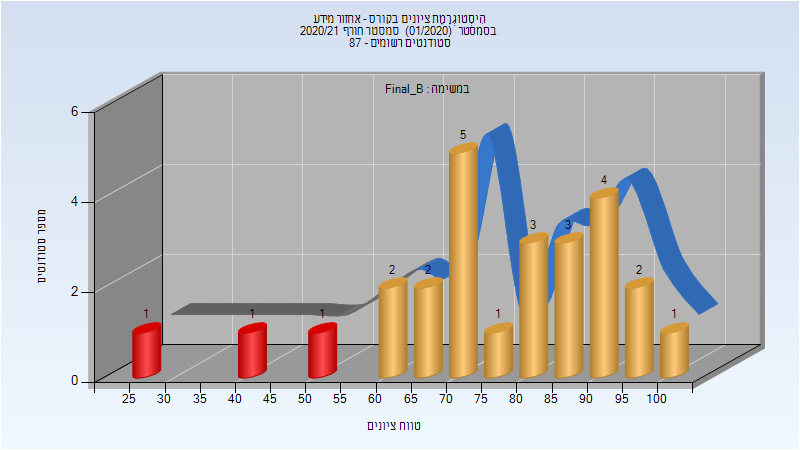 היסטוגרמת ציונים בקורס - אחזור מידע
בסמסטר (01/2020) סמסטר חורף 2020/21
סטודנטים רשומים - 87
במשימה : Final_B
מספר סטודנטים
6
4
2
0
1
1
1
2
2
5
1
3
3
4
2
1
25 30 35 40 45 50 55 60 65 70 75 80 85 90 95 100
טווח ציונים